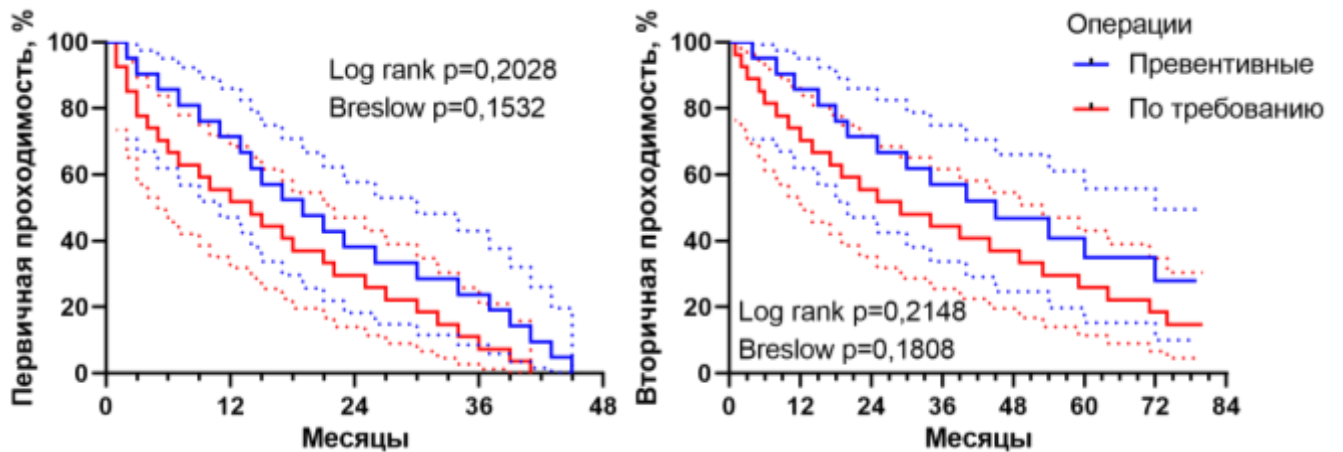 Первичная проходимость, %
100
80
60
40
20
0
Log rank p=0,2028
Breslow p=0,1532
0 12 24 36 48
Месяцы
Вторичная проходимость, %
100
80
60
40
20
0
Log rank p=0,2148
Breslow p=0,1808
0 12 24 36 48 60 72 84
Месяцы
Операции
Превентивные
По требованию